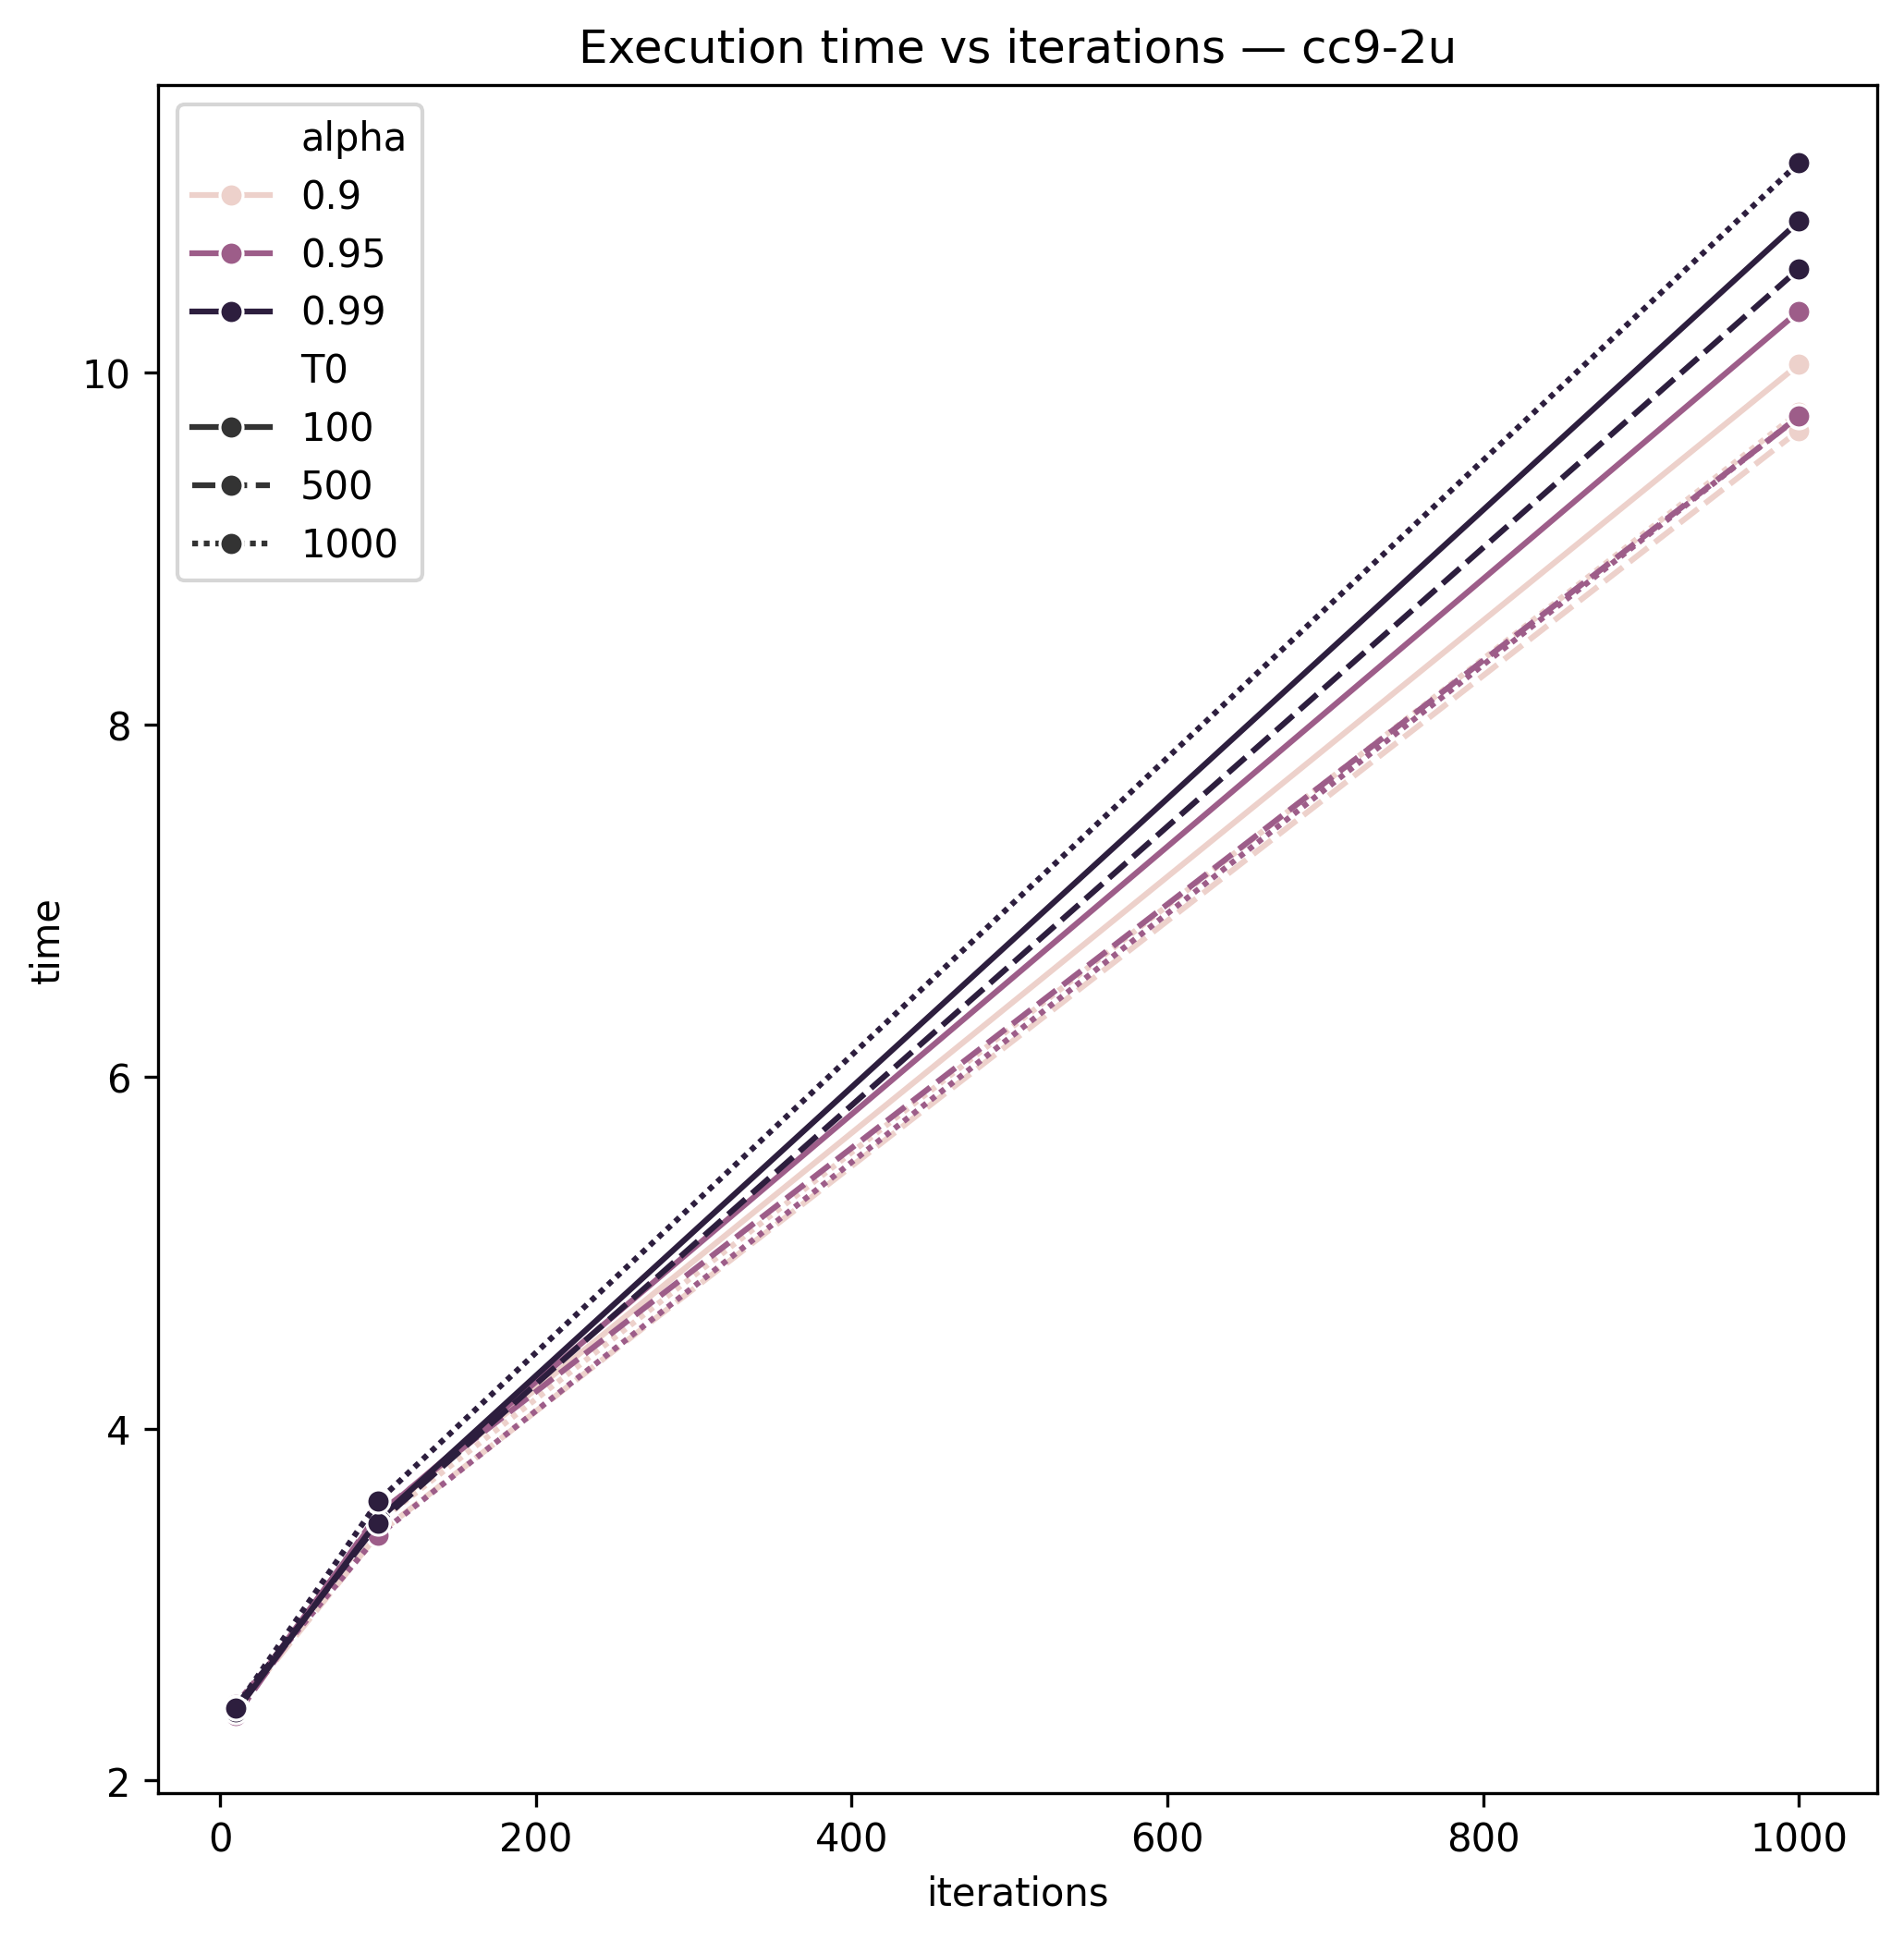 Execution time vs iterations — cc9-2u
alpha
0.9
0.95
0.99
T0
100
500
1000
10
8
6
4
2
time
0 200 400 600 800 1000
iterations